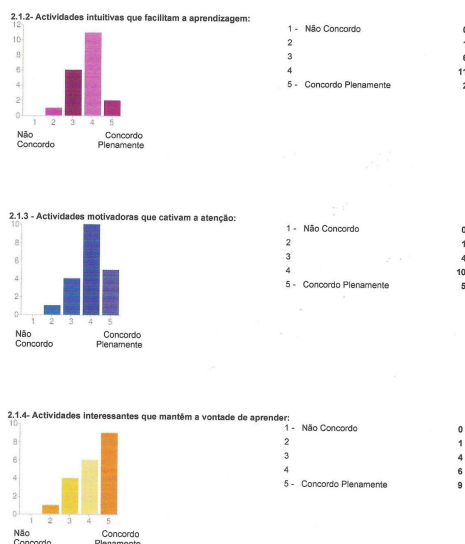 2.1.2- Actividades intuitivas que facilitam a aprendizagem:
12
10
8
6
4
2
0
1 2 3 4 5
Não Concordo
Concordo Plenamente
1 - Não Concordo 0
2
3 6
4 11
5 - Concordo Plenamente 2
2.1.3 - Actividades motivadoras que cativam a atenção:
10
8
6
4
2
0
1 2 3 4 5
Não Concordo
Concordo Plenamente
1 - Não Concordo 0
2 1
3 4
4 10
5 - Concordo Plenamente 5
2.1.4- Actividades interessantes que mantêm a vontade de aprender:
10
8
6
4
2
0
1 2 3 4 5
Não Concordo
Concordo Plenamente
1 - Não Concordo 0
2 1
3 4
4 6
5 - Concordo Plenamente 9